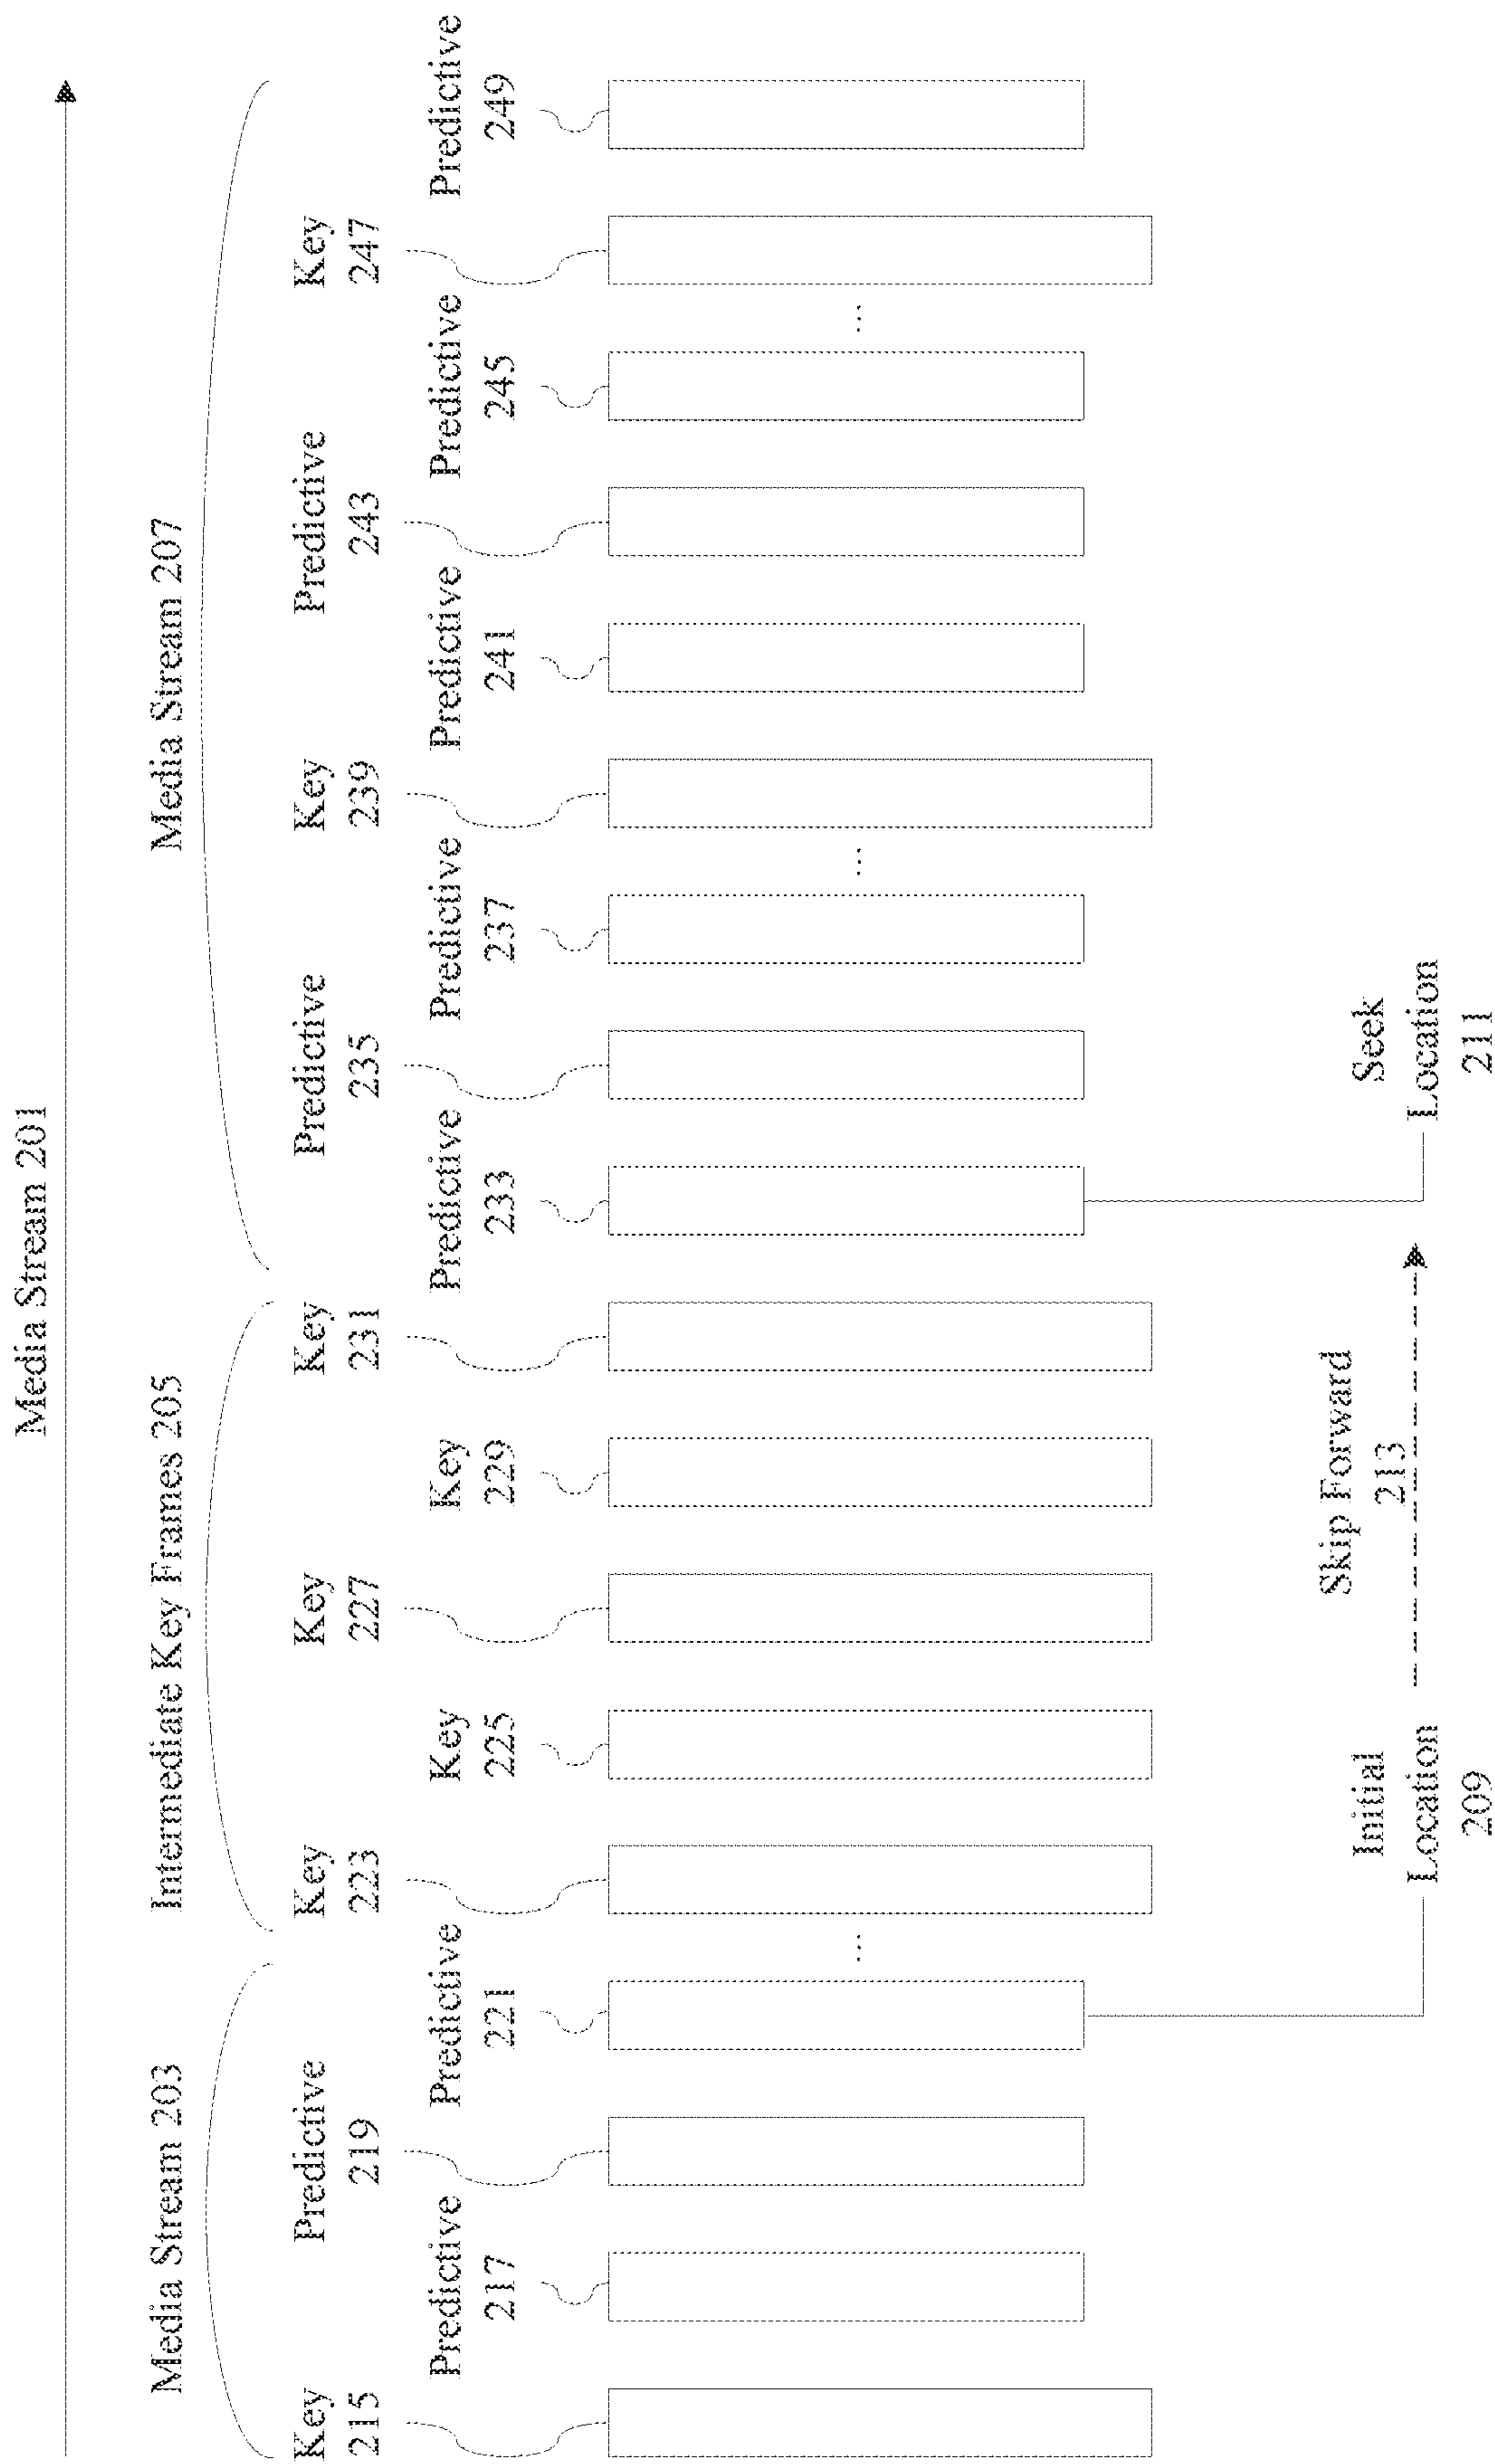 Media Stream 201
Media Stream 203
Intermediate Key Frames 205
Media Stream 207
Key
215
Predictive
217
Predictive
219
Predictive
221
Key
223
Key
225
Key
227
Key
229
Key
231
Predictive
233
Predictive
235
Predictive
237
Key
239
Predictive
241
Predictive
243
Predictive
245
Key
247
Predictive
249
...
...
...
Initial
Location
209
Skip Forward
213
Seek
Location
211